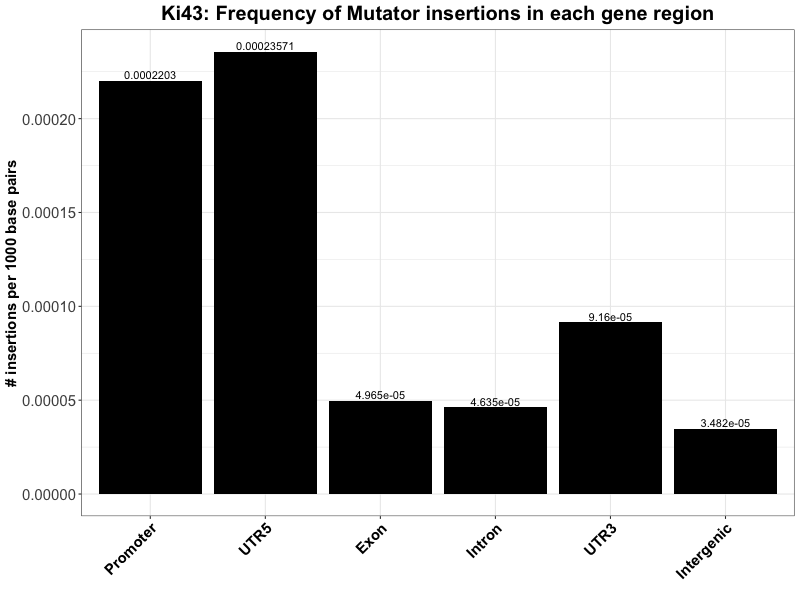 Ki43: Frequency of Mutator insertions in each gene region
# insertions per 1000 base pairs
0.00020
0.00015
0.00010
0.00005
0.00000
0.0002203
0.00023571
4.965e-05
4.635e-05
9.16e-05
3.482e-05
Promoter
UTR5
Exon
Intron
UTR3
Intergenic